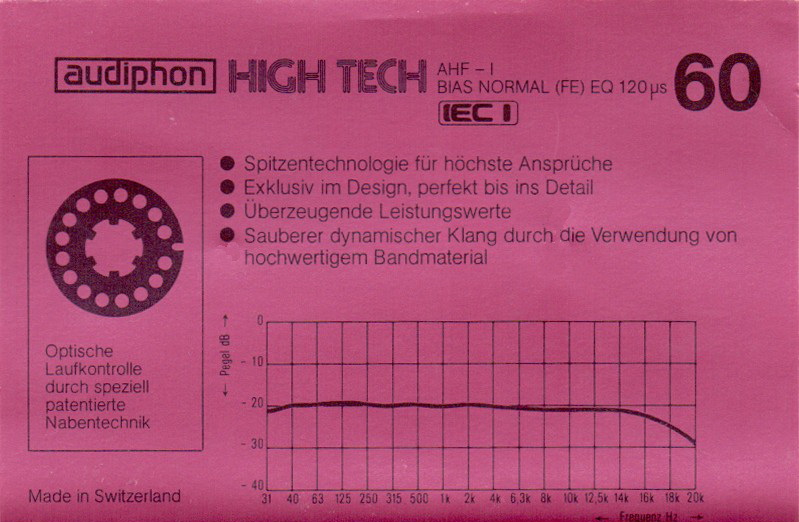 audiphon HIGH TECH AHF – I 60
BIAS NORMAL (FE) EQ 120 µs
IEC I
● Spitzentechnologie für höchste Ansprüche
● Exklusiv im Design, perfekt bis ins Detail
● Überzeugende Leistungswerte
● Sauberer dynamischer Klang durch die Verwendung von
hochwertigem Bandmaterial
Optische
Laufkontrolle
durch speziell
patentierte
Nabentechnik
Made in Switzerland
← Pegel dB →
0
- 10
- 20
- 30
- 40
31 40 63 125 250 315 500 1k 2k 4k 6,3k 8k 10k 12,5k 14k 16k 18k 20k
← Frequenz Hz →